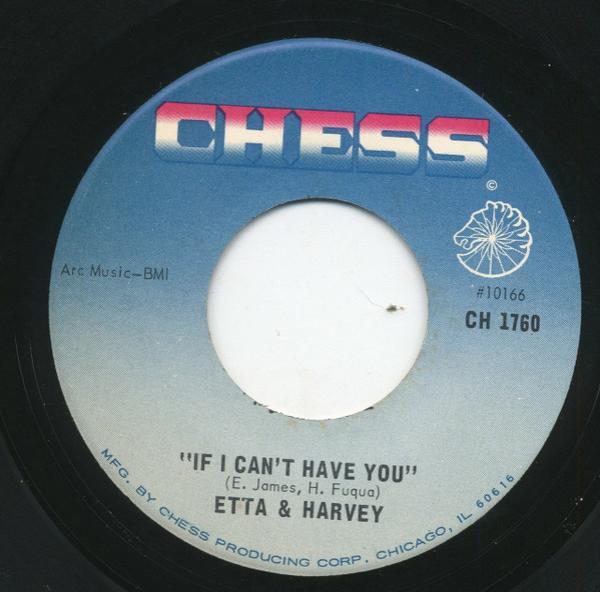 CHESS
©
Arc Music—BMI
#10166
CH 1760
"IF I CAN'T HAVE YOU"
(E. James, H. Fuqua)
ETTA & HARVEY
MFG. BY CHESS PRODUCING CORP. CHICAGO, IL 60616